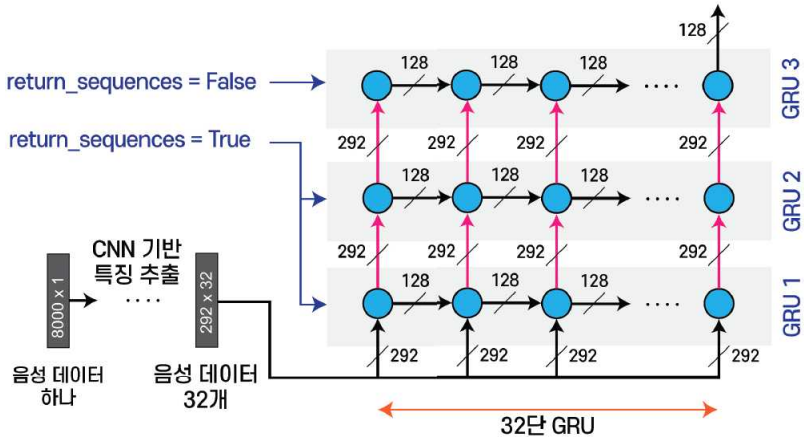 128
return_sequences = False
128
128
128
....
GRU 3
return_sequences = True
292
292
292
292
128
128
128
....
GRU 2
CNN 기반
특징 추출
....
8000 x 1
292 x 32
292
292
292
292
128
128
128
....
GRU 1
음성 데이터
하나
음성 데이터
32개
292
292
292
292
32단 GRU